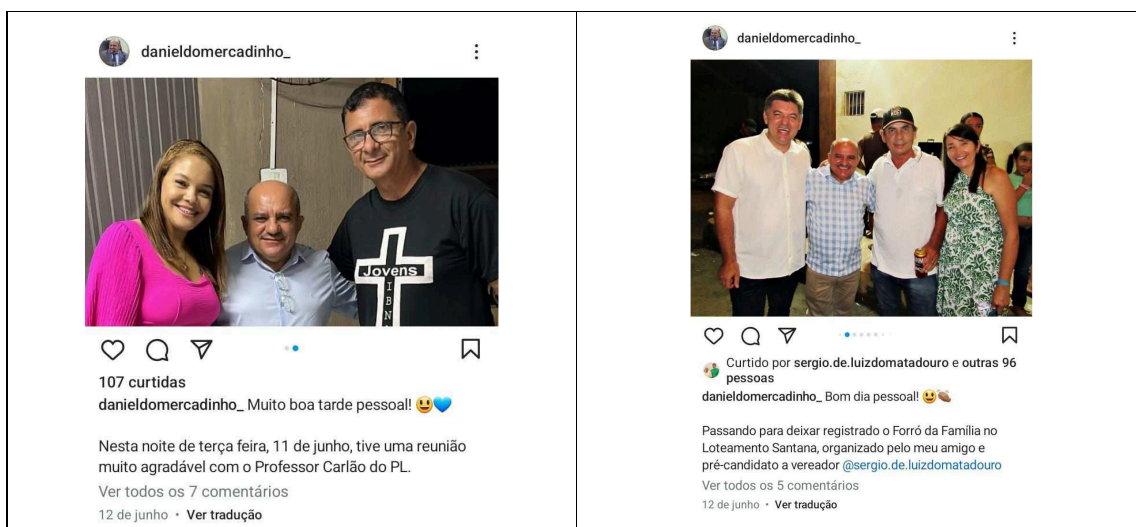 danieldomercadinho_
Jovens
I
B
N
107 curtidas
danieldomercadinho_ Muito boa tarde pessoal! 😃💙
Nesta noite de terça feira, 11 de junho, tive uma reunião
muito agradável com o Professor Carlão do PL.
Ver todos os 7 comentários
12 de junho • Ver tradução
danieldomercadinho_
Curtido por sergio.de.luizdomatadouro e outras 96
pessoas
danieldomercadinho_ Bom dia pessoal! 😃👏🏾
Passando para deixar registrado o Forró da Família no
Loteamento Santana, organizado pelo meu amigo e
pré-candidato a vereador @sergio.de.luizdomatadouro
Ver todos os 5 comentários
12 de junho • Ver tradução